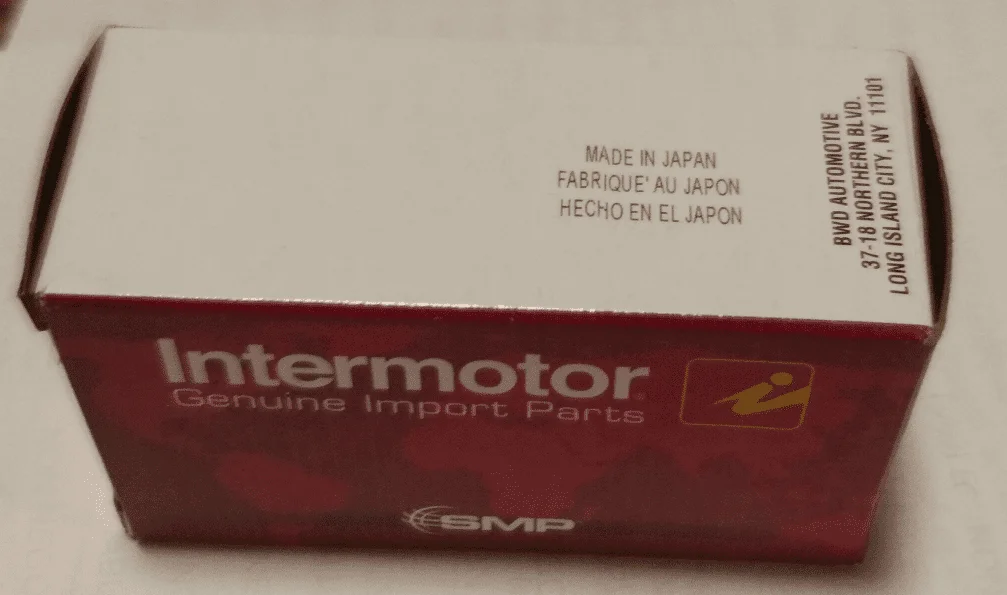 MADE IN JAPAN
FABRIQUE' AU JAPON
HECHO EN EL JAPON
BWD AUTOMOTIVE
37-18 NORTHERN BLVD.
LONG ISLAND CITY, NY 11101
Intermotor
Genuine Import Parts
SMP